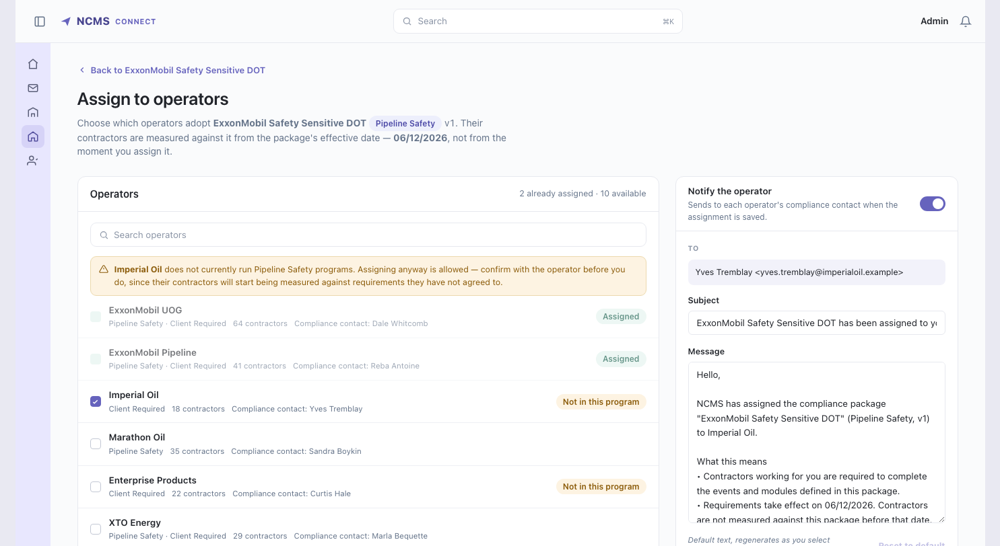 NCMS CONNECT
Search
⌘K
Admin
Back to ExxonMobil Safety Sensitive DOT
Assign to operators
Choose which operators adopt ExxonMobil Safety Sensitive DOT Pipeline Safety v1. Their
contractors are measured against it from the package's effective date — 06/12/2026, not from the
moment you assign it.
Operators
2 already assigned · 10 available
Search operators
Imperial Oil does not currently run Pipeline Safety programs. Assigning anyway is allowed — confirm with the operator before you
do, since their contractors will start being measured against requirements they have not agreed to.
ExxonMobil UOG
Pipeline Safety · Client Required 64 contractors Compliance contact: Dale Whitcomb
Assigned
ExxonMobil Pipeline
Pipeline Safety · Client Required 41 contractors Compliance contact: Reba Antoine
Assigned
Imperial Oil
Client Required 18 contractors Compliance contact: Yves Tremblay
Not in this program
Marathon Oil
Pipeline Safety 35 contractors Compliance contact: Sandra Boykin
Enterprise Products
Client Required 22 contractors Compliance contact: Curtis Hale
Not in this program
XTO Energy
Pipeline Safety · Client Required 29 contractors Compliance contact: Marla Bequette
Notify the operator
Sends to each operator's compliance contact when the
assignment is saved.
TO
Yves Tremblay <yves.tremblay@imperialoil.example>
Subject
ExxonMobil Safety Sensitive DOT has been assigned to
Message
Hello,
NCMS has assigned the compliance package
"ExxonMobil Safety Sensitive DOT" (Pipeline Safety, v1)
to Imperial Oil.
What this means
• Contractors working for you are required to complete
the events and modules defined in this package.
• Requirements take effect on 06/12/2026. Contractors
are not measured against this package before that date.
Default text, regenerates as you select
Reset to default